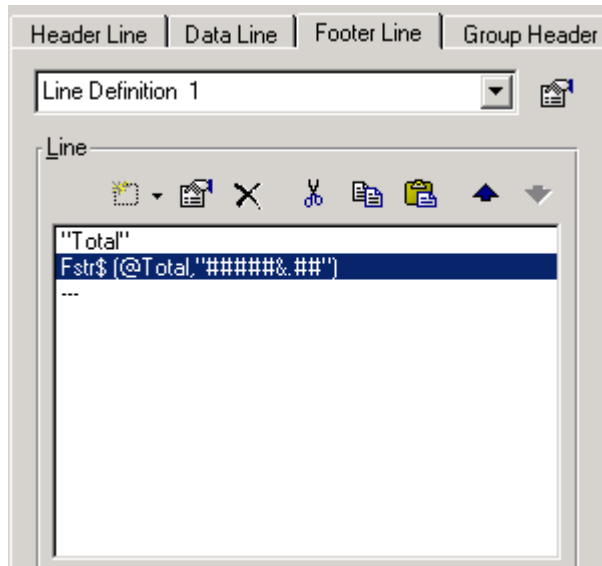 Header Line Data Line Footer Line Group Header
Line Definition 1
Line
"Total"
Fstr$ (@Total,"#####&.##")
---